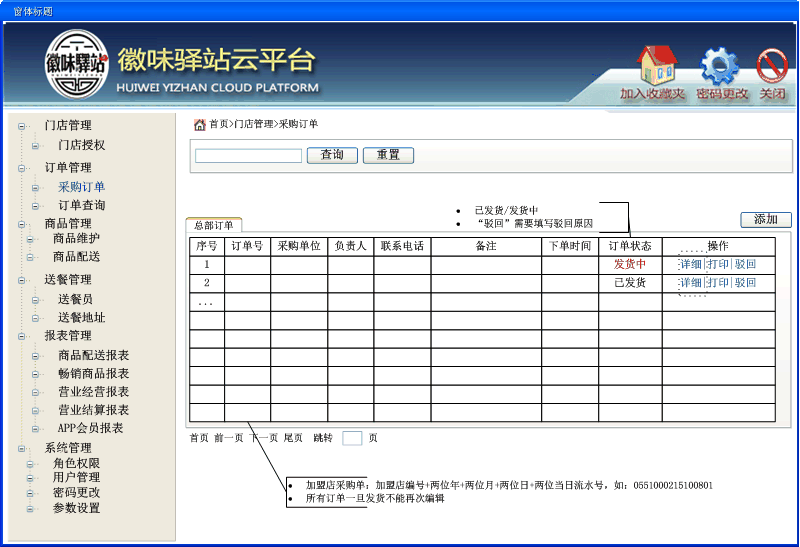 窗体标题
徽味驿站
徽味驿站云平台
HUIWEI YIZHAN CLOUD PLATFORM
加入收藏夹 密码更改 关闭
门店管理
门店授权
订单管理
采购订单
订单查询
商品管理
商品维护
商品配送
送餐管理
送餐员
送餐地址
报表管理
商品配送报表
畅销商品报表
营业经营报表
营业结算报表
APP会员报表
系统管理
角色权限
用户管理
密码更改
参数设置
首页>门店管理>采购订单
查询 重置
• 已发货/发货中
• “驳回”需要填写驳回原因
添加
总部订单
序号 订单号 采购单位 负责人 联系电话 备注 下单时间 订单状态 操作
1 发货中 详细|打印|驳回
2 已发货 详细|打印|驳回
...
首页 前一页 下一页 尾页 跳转 页
• 加盟店采购单：加盟店编号+两位年+两位月+两位日+两位当日流水号，如：0551000215100801
• 所有订单一旦发货不能再次编辑